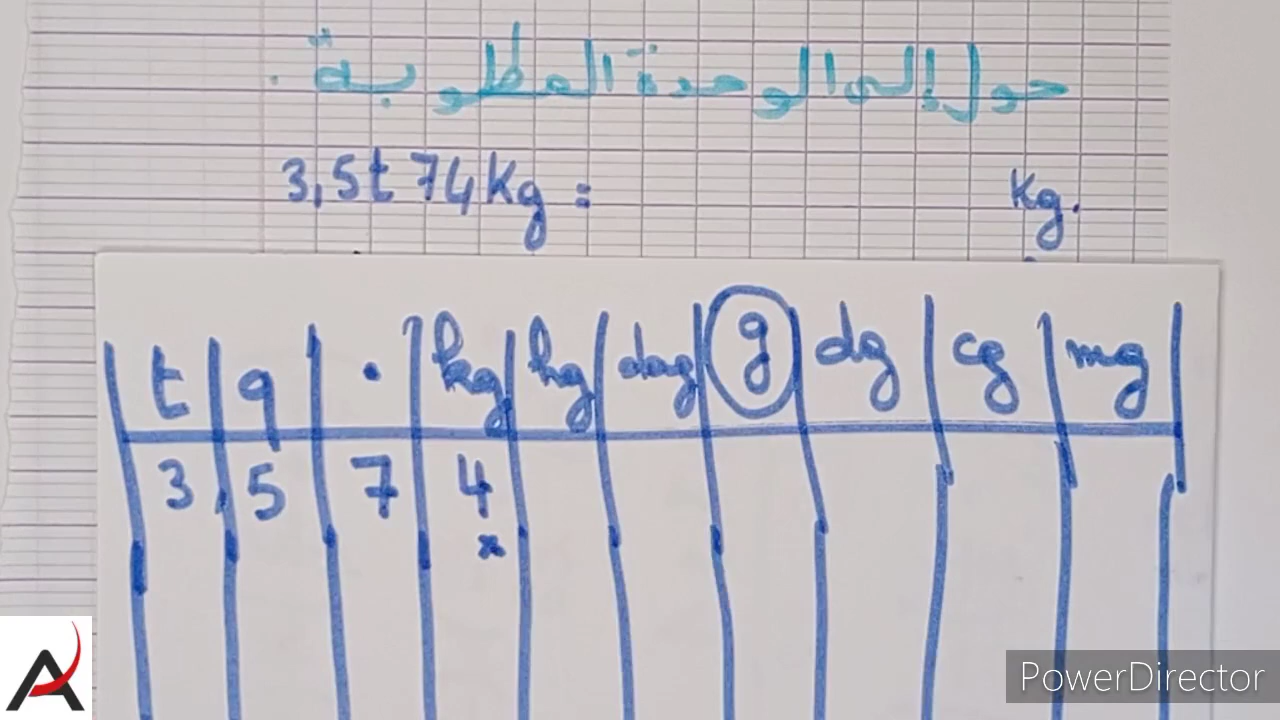 حول إلى الوحدة المطلوبة .
3,5t 74kg = kg.
t q . kg hg dag g dg cg mg
3, 5 7 4
x
PowerDirector